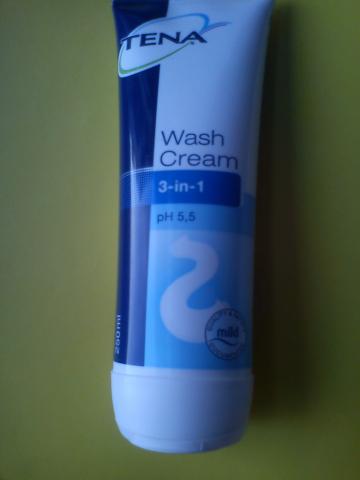 TENA
Wash
Cream
3-in-1
pH 5,5
mild
250ml